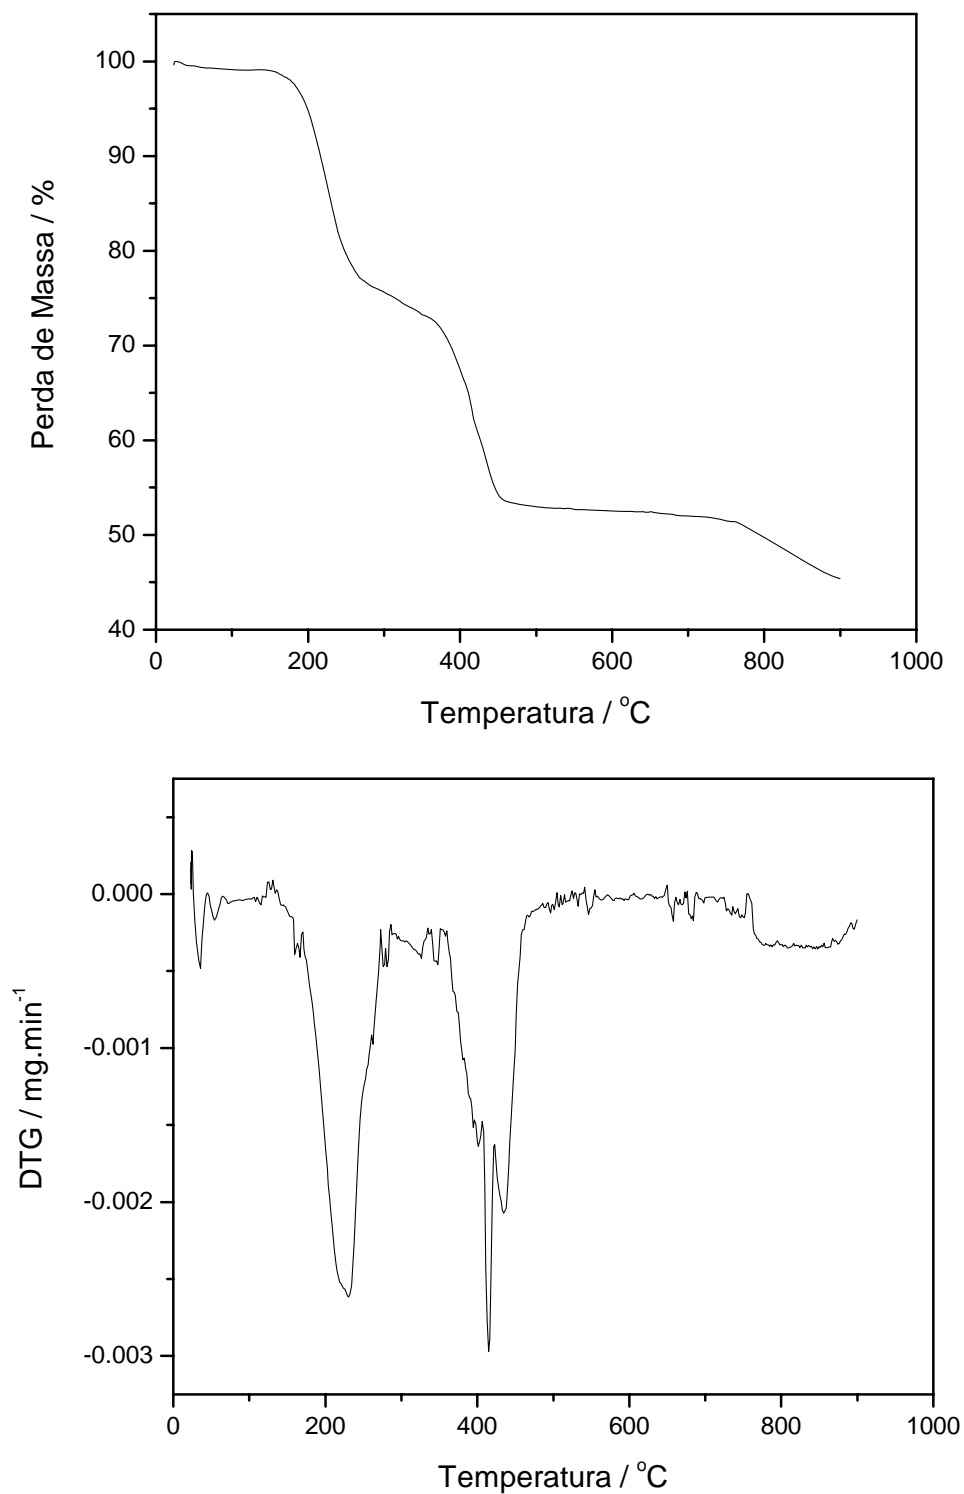 100
90
80
70
60
50
40
Perda de Massa / %
0 200 400 600 800 1000
Temperatura / °C
0.000
-0.001
-0.002
-0.003
DTG / mg.min⁻¹
0 200 400 600 800 1000
Temperatura / °C